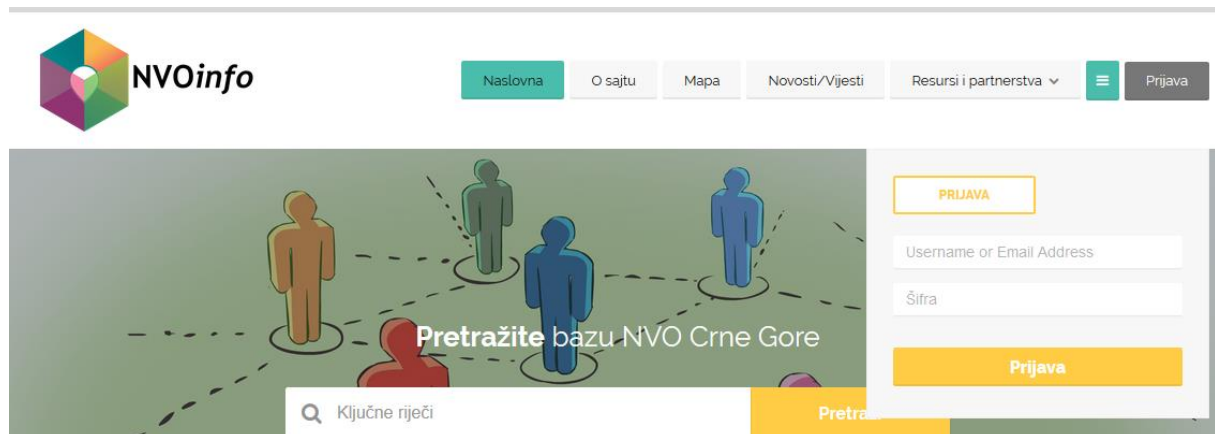 NVOinfo
Naslovna O sajtu Mapa Novosti/Vijesti Resursi i partnerstva Prijava
PRIJAVA
Username or Email Address
Šifra
Pretražite bazu NVO Crne Gore
Prijava
Ključne riječi